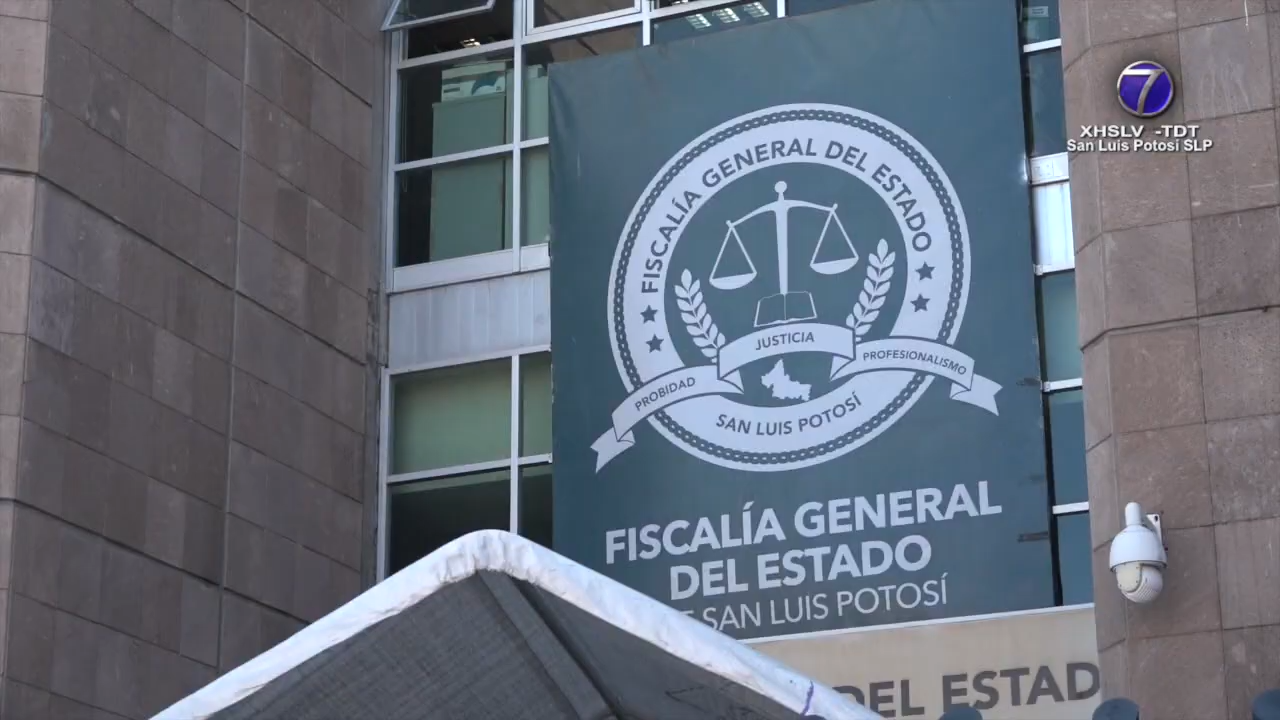 7
XHSLV -TDT
San Luis Potosí SLP
FISCALÍA GENERAL DEL ESTADO
JUSTICIA
PROBIDAD
PROFESIONALISMO
SAN LUIS POTOSÍ
FISCALÍA GENERAL
DEL ESTADO
SAN LUIS POTOSÍ
DEL ESTAD